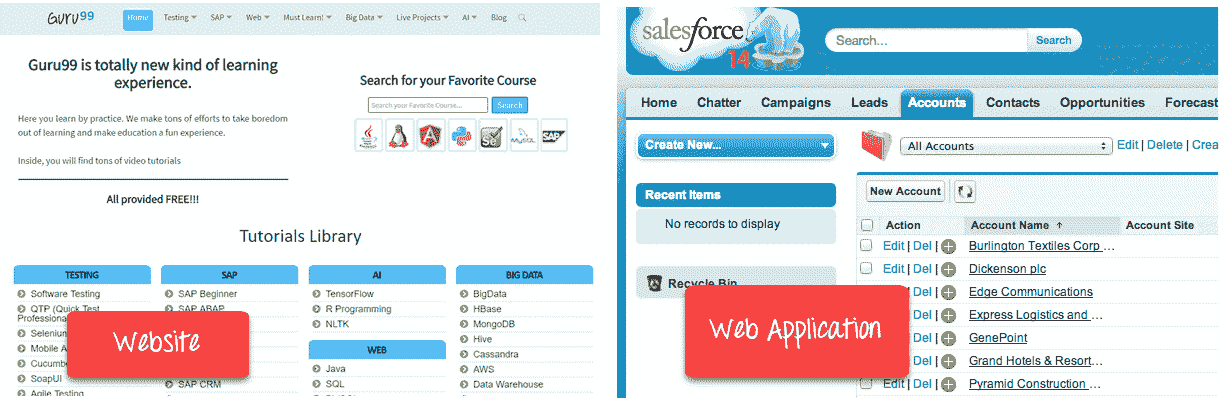 Guru99
Home
Testing
SAP
Web
Must Learn!
Big Data
Live Projects
AI
Blog
Guru99 is totally new kind of learning
experience.
Here you learn by practice. We make tons of efforts to take boredom
out of learning and make education a fun experience.
Inside, you will find tons of video tutorials
All provided FREE!!!
Search for your Favorite Course
Search your Favorite Course...
Search
Java
Se
MySQL
SAP
Tutorials Library
TESTING
Software Testing
QTP (Quick Test
Professional
Selenium
Mobile A
Cucumbe
SoapUI
Agile Testing
SAP
SAP Beginner
SAP ABAP
SAP CRM
AI
TensorFlow
R Programming
NLTK
WEB
Java
SQL
BIG DATA
BigData
HBase
MongoDB
Hive
Cassandra
AWS
Data Warehouse
Website
salesforce
14
Search...
Search
Home
Chatter
Campaigns
Leads
Accounts
Contacts
Opportunities
Forecast
Create New...
Recent Items
No records to display
Recycle Bin
All Accounts
Edit | Delete | Crea
New Account
Action
Account Name ↑
Account Site
Edit | Del | Burlington Textiles Corp ...
Edit | Del | Dickenson plc
Del | Edge Communications
Del | Express Logistics and ...
Del | GenePoint
Del | Grand Hotels & Resort...
Edit | Del | Pyramid Construction ...
Web Application